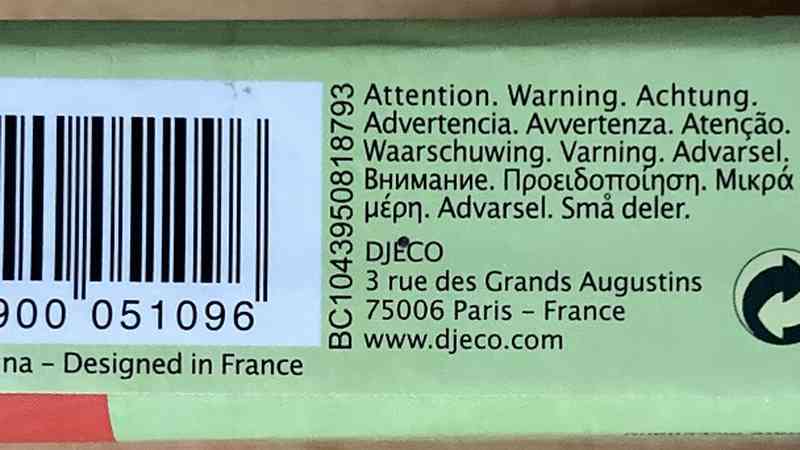 900 051096
na – Designed in France
BC1043950818793
Attention. Warning. Achtung.
Advertencia. Avvertenza. Atenção.
Waarschuwing. Varning. Advarsel.
Внимание. Προειδοποίηση. Μικρά
μέρη. Advarsel. Små deler.
DJECO
3 rue des Grands Augustins
75006 Paris – France
www.djeco.com